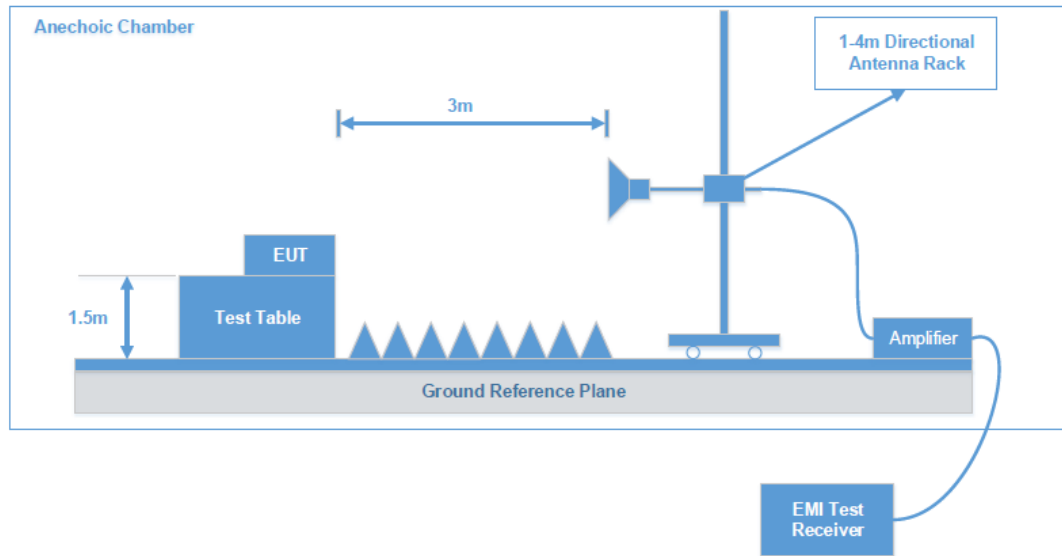 Anechoic Chamber
1-4m Directional
Antenna Rack
3m
EUT
1.5m
Test Table
Amplifier
Ground Reference Plane
EMI Test
Receiver